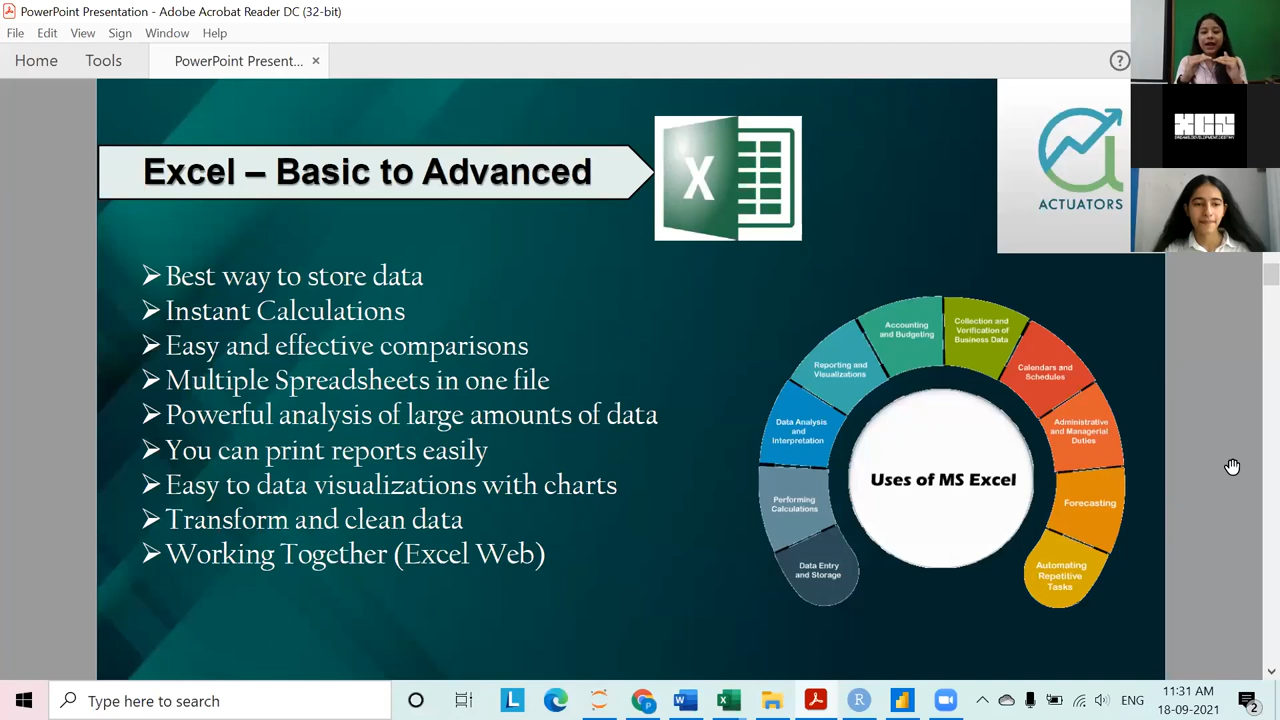 PowerPoint Presentation - Adobe Acrobat Reader DC (32-bit)
File Edit View Sign Window Help
Home Tools PowerPoint Present... ×
?
Excel – Basic to Advanced
X
ACTUATORS
XCS
➢Best way to store data
➢Instant Calculations
➢Easy and effective comparisons
➢Multiple Spreadsheets in one file
➢Powerful analysis of large amounts of data
➢You can print reports easily
➢Easy to data visualizations with charts
➢Transform and clean data
➢Working Together (Excel Web)
Data Entry
and Storage
Performing
Calculations
Data Analysis
and
Interpretation
Reporting and
Visualizations
Accounting
and Budgeting
Collection and
Verification of
Business Data
Calendars and
Schedules
Administrative
and Managerial
Duties
Forecasting
Automating
Repetitive
Tasks
Uses of MS Excel
Type here to search
L
P
W
X
R
ENG
11:31 AM
18-09-2021
2